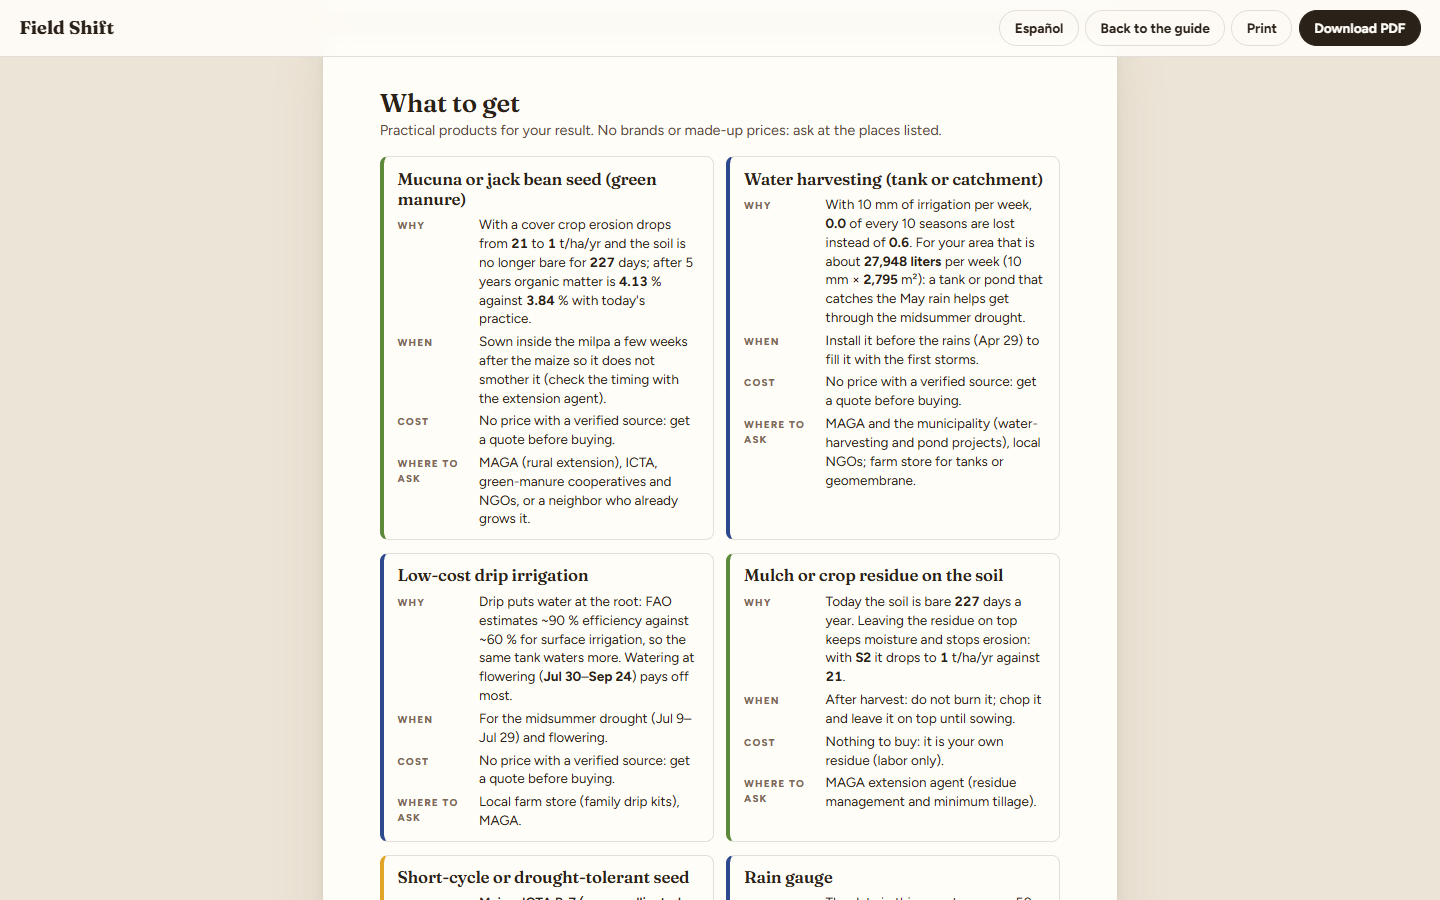 Field Shift
Español
Back to the guide
Print
Download PDF
What to get
Practical products for your result. No brands or made-up prices: ask at the places listed.
Mucuna or jack bean seed (green
manure)
WHY
With a cover crop erosion drops
from 21 to 1 t/ha/yr and the soil is
no longer bare for 227 days; after 5
years organic matter is 4.13 %
against 3.84 % with today's
practice.
WHEN
Sown inside the milpa a few weeks
after the maize so it does not
smother it (check the timing with
the extension agent).
COST
No price with a verified source: get
a quote before buying.
WHERE TO
ASK
MAGA (rural extension), ICTA,
green-manure cooperatives and
NGOs, or a neighbor who already
grows it.
Water harvesting (tank or catchment)
WHY
With 10 mm of irrigation per week,
0.0 of every 10 seasons are lost
instead of 0.6. For your area that is
about 27,948 liters per week (10
mm × 2,795 m²): a tank or pond that
catches the May rain helps get
through the midsummer drought.
WHEN
Install it before the rains (Apr 29) to
fill it with the first storms.
COST
No price with a verified source: get
a quote before buying.
WHERE TO
ASK
MAGA and the municipality (water-
harvesting and pond projects), local
NGOs; farm store for tanks or
geomembrane.
Low-cost drip irrigation
WHY
Drip puts water at the root: FAO
estimates ~90 % efficiency against
~60 % for surface irrigation, so the
same tank waters more. Watering at
flowering (Jul 30–Sep 24) pays off
most.
WHEN
For the midsummer drought (Jul 9–
Jul 29) and flowering.
COST
No price with a verified source: get
a quote before buying.
WHERE TO
ASK
Local farm store (family drip kits),
MAGA.
Mulch or crop residue on the soil
WHY
Today the soil is bare 227 days a
year. Leaving the residue on top
keeps moisture and stops erosion:
with S2 it drops to 1 t/ha/yr against
21.
WHEN
After harvest: do not burn it; chop it
and leave it on top until sowing.
COST
Nothing to buy: it is your own
residue (labor only).
WHERE TO
ASK
MAGA extension agent (residue
management and minimum tillage).
Short-cycle or drought-tolerant seed
Rain gauge